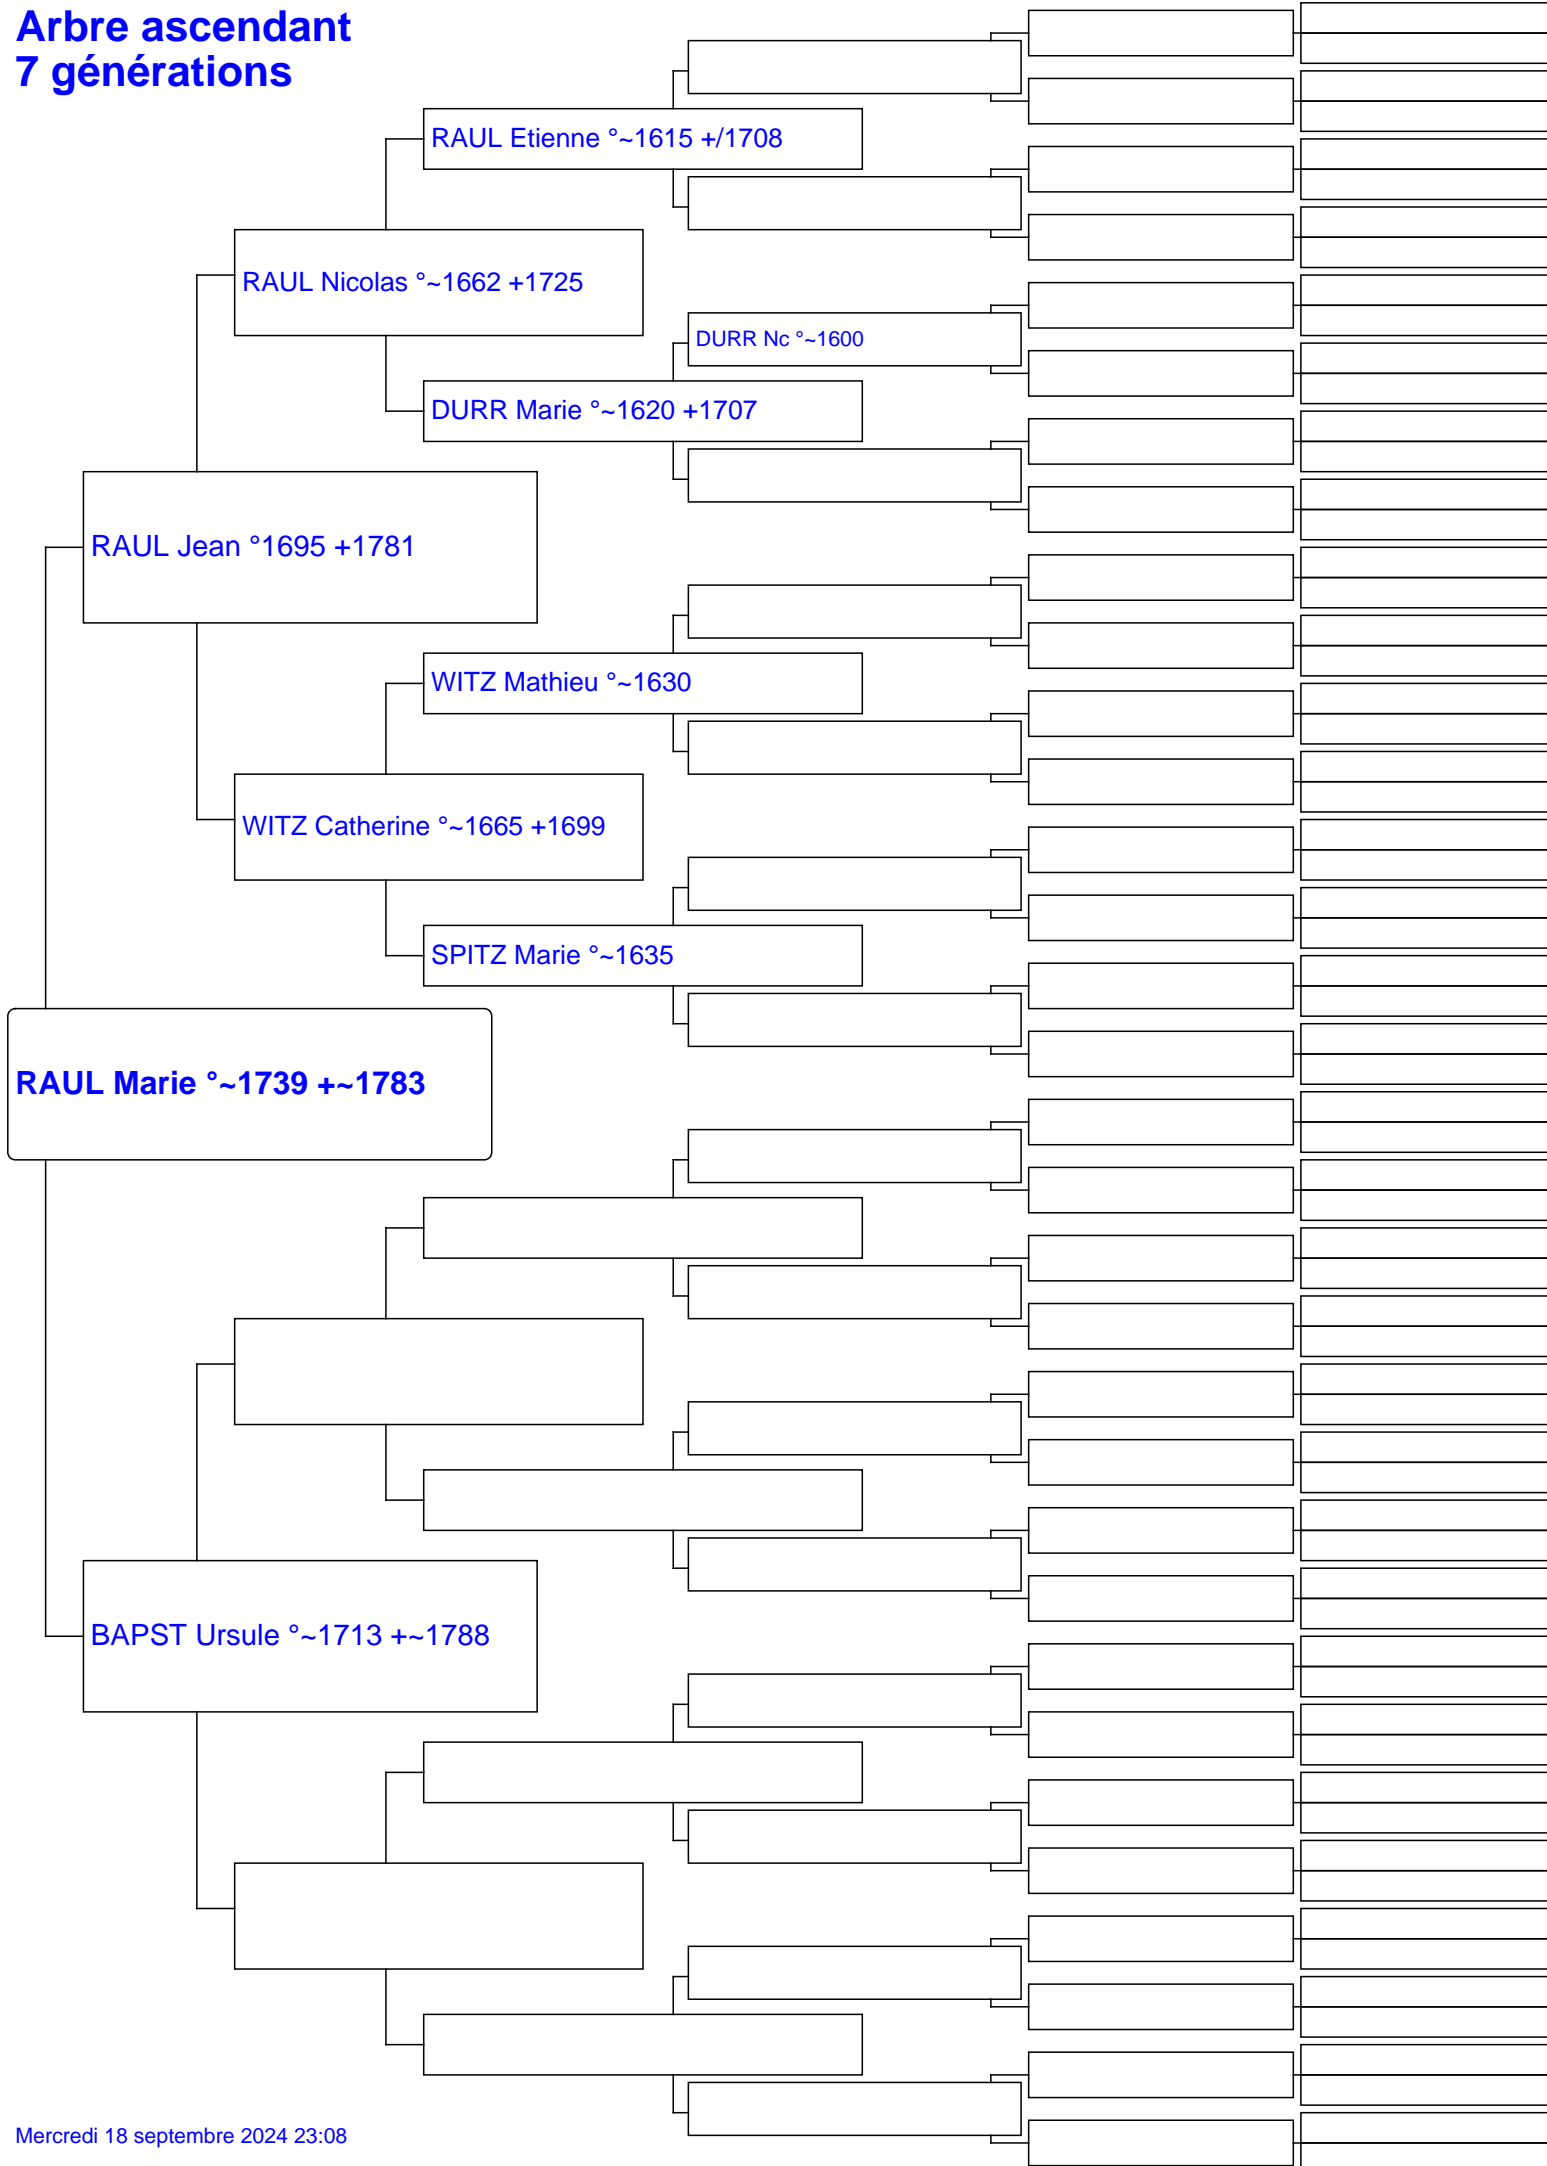 Arbre ascendant
7 générations
RAUL Etienne °~1615 +/1708
RAUL Nicolas °~1662 +1725
DURR Nc °~1600
DURR Marie °~1620 +1707
RAUL Jean °1695 +1781
WITZ Mathieu °~1630
WITZ Catherine °~1665 +1699
SPITZ Marie °~1635
RAUL Marie °~1739 +~1783
BAPST Ursule °~1713 +~1788
Mercredi 18 septembre 2024 23:08